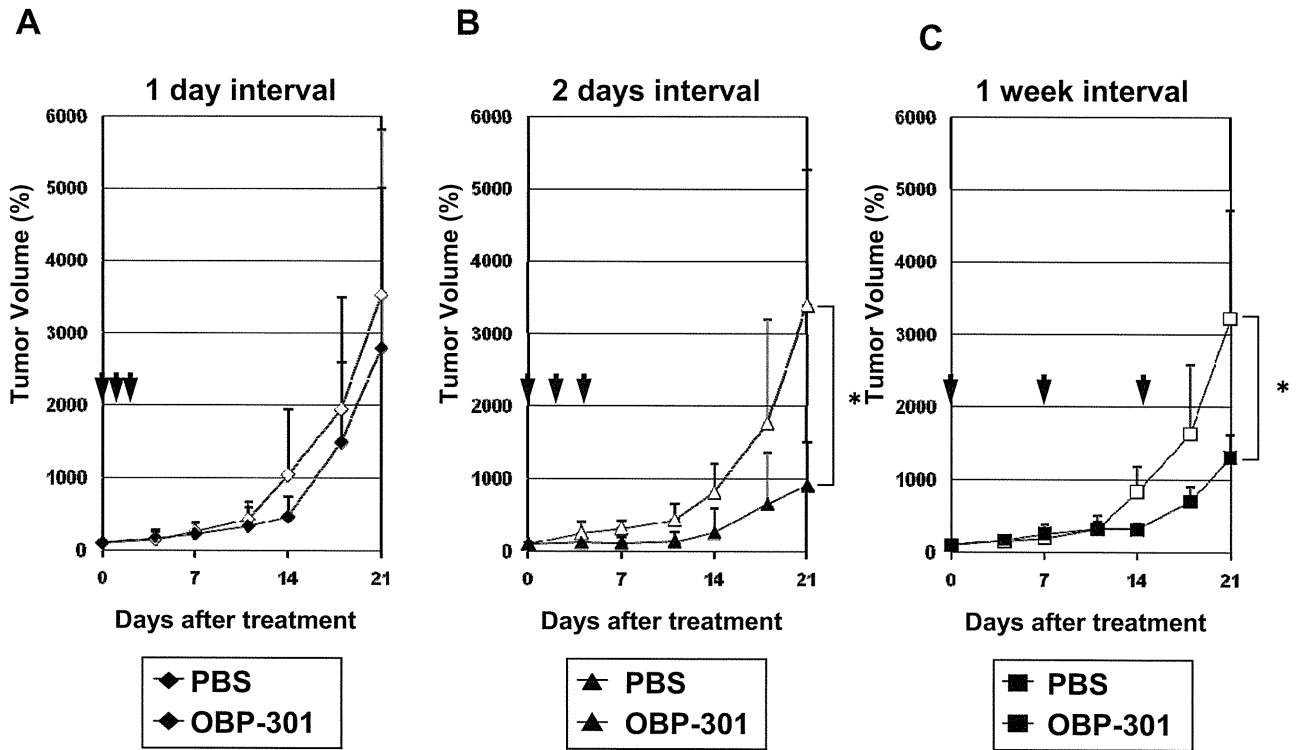 A
B
C
1 day interval
2 days interval
1 week interval
Tumor Volume (%)
6000
5000
4000
3000
2000
1000
0
0 7 14 21
Days after treatment
PBS
OBP-301
Tumor Volume (%)
6000
5000
4000
3000
2000
1000
0
0 7 14 21
*
Days after treatment
PBS
OBP-301
Tumor Volume (%)
6000
5000
4000
3000
2000
1000
0
0 7 14 21
*
Days after treatment
PBS
OBP-301